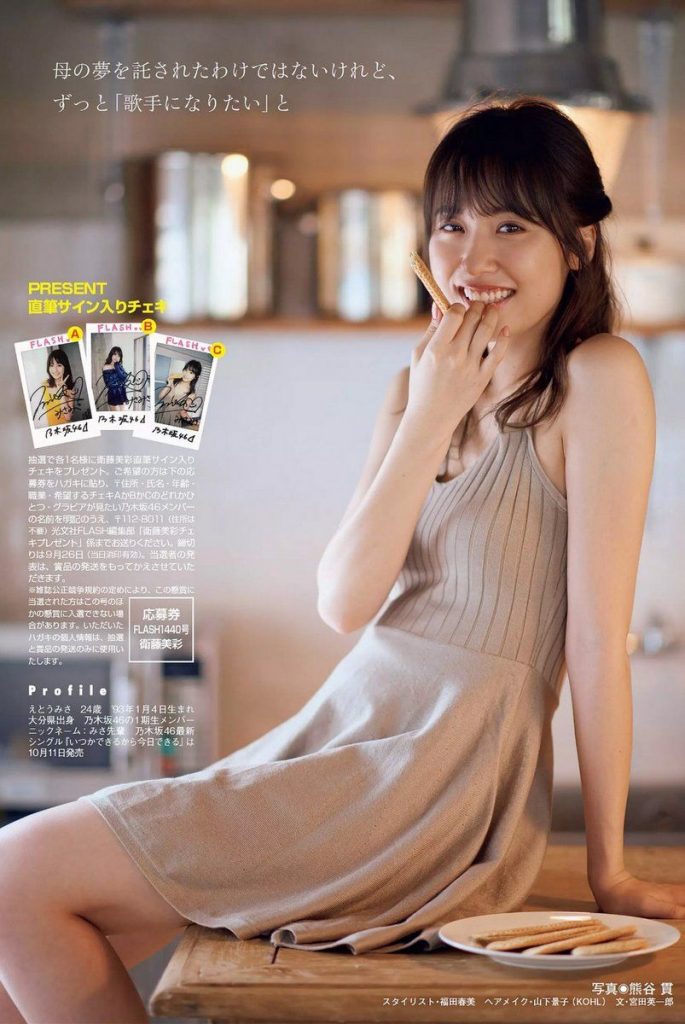 母の夢を託されたわけではないけれど、
ずっと「歌手になりたい」と
PRESENT
直筆サイン入りチェキ
A
B
C
FLASH
FLASH
FLASH
乃木坂46
乃木坂46
乃木坂46
抽選で各1名様に衛藤美彩直筆サイン入り
チェキをプレゼント。ご希望の方は下の応
募券をハガキに貼り、〒住所・氏名・年齢・
職業・希望するチェキAかBかCのどれかひ
とつ・グラビアが見たい乃木坂46メンバー
の名前を明記のうえ、〒112-8011(住所は
不要)光文社FLASH編集部「衛藤美彩チェ
キプレゼント」係までお送りください。締切
りは9月26日(当日消印有効)。当選者の発
表は、賞品の発送をもってかえさせていた
だきます。
※雑誌公正競争規約の定めにより、この懸賞に
当選された方はこの号のほ
かの懸賞に入選できない場
合があります。いただいた
ハガキの個人情報は、抽選
と賞品の発送のみに使用い
たします。
応募券
FLASH1440号
衛藤美彩
Profile
えとうみさ 24歳 '93年1月4日生まれ
大分県出身 乃木坂46の1期生メンバー
ニックネーム:みさ先輩 乃木坂46最新
シングル『いつかできるから今日できる』は
10月11日発売
写真◉熊谷 貫
スタイリスト・福田春美 ヘアメイク・山下景子(KOHL) 文・宮田英一郎